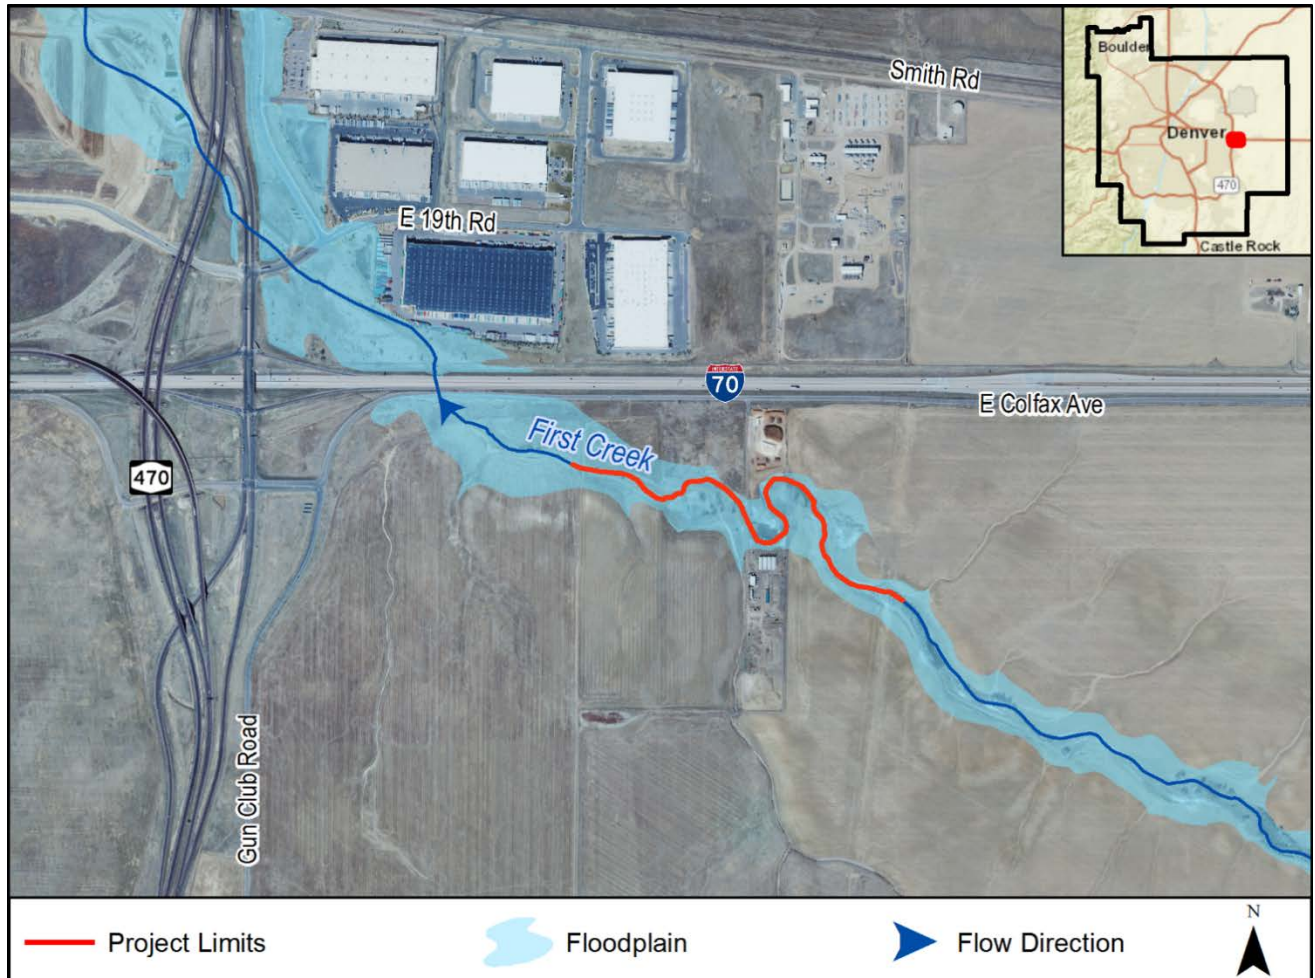 Smith Rd
Boulder
Denver
470
Castle Rock
E 19th Rd
INTERSTATE
70
E Colfax Ave
First Creek
470
Gun Club Road
Project Limits
Floodplain
Flow Direction
N